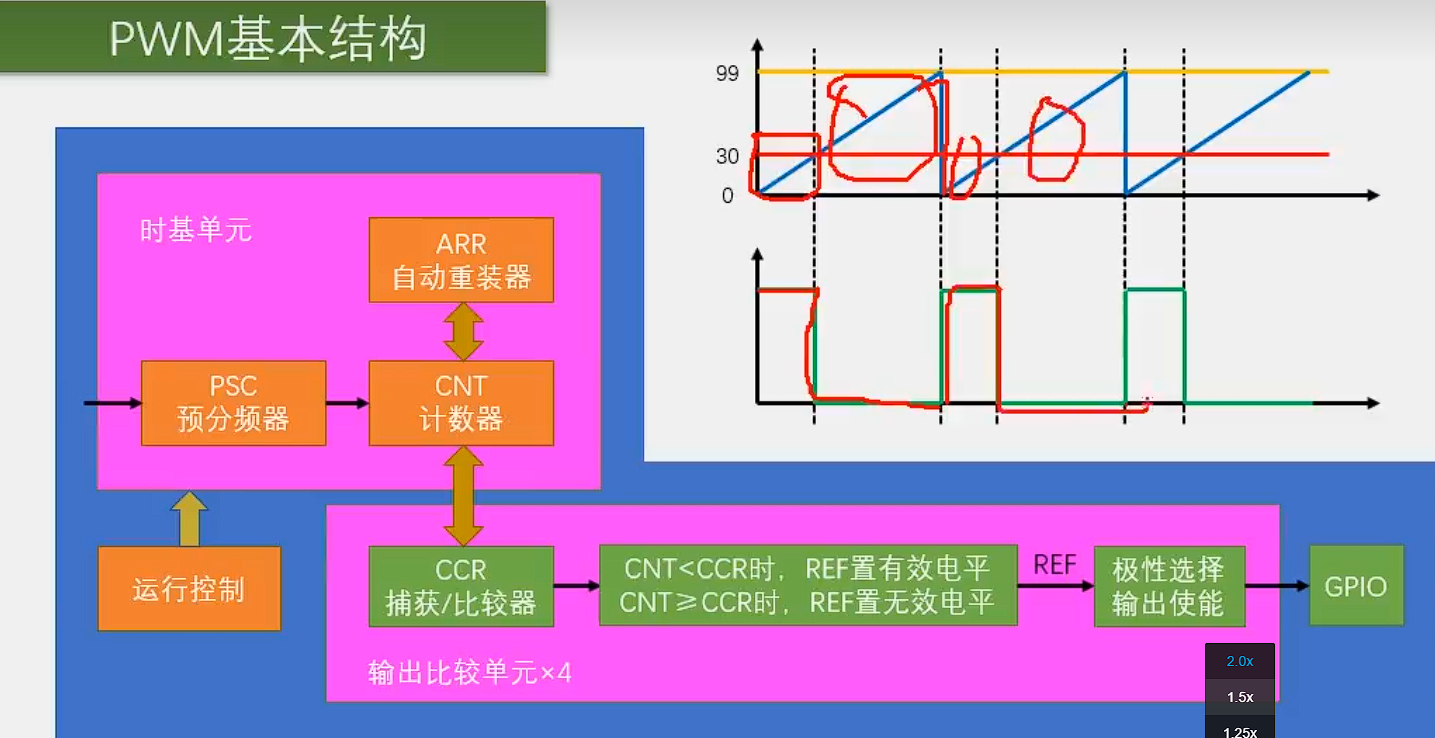 PWM基本结构
99
30
0
时基单元
ARR
自动重装器
PSC
预分频器
CNT
计数器
运行控制
CCR
捕获/比较器
CNT<CCR时，REF置有效电平
CNT≥CCR时，REF置无效电平
REF
极性选择
输出使能
GPIO
输出比较单元×4
2.0x
1.5x
1.25x